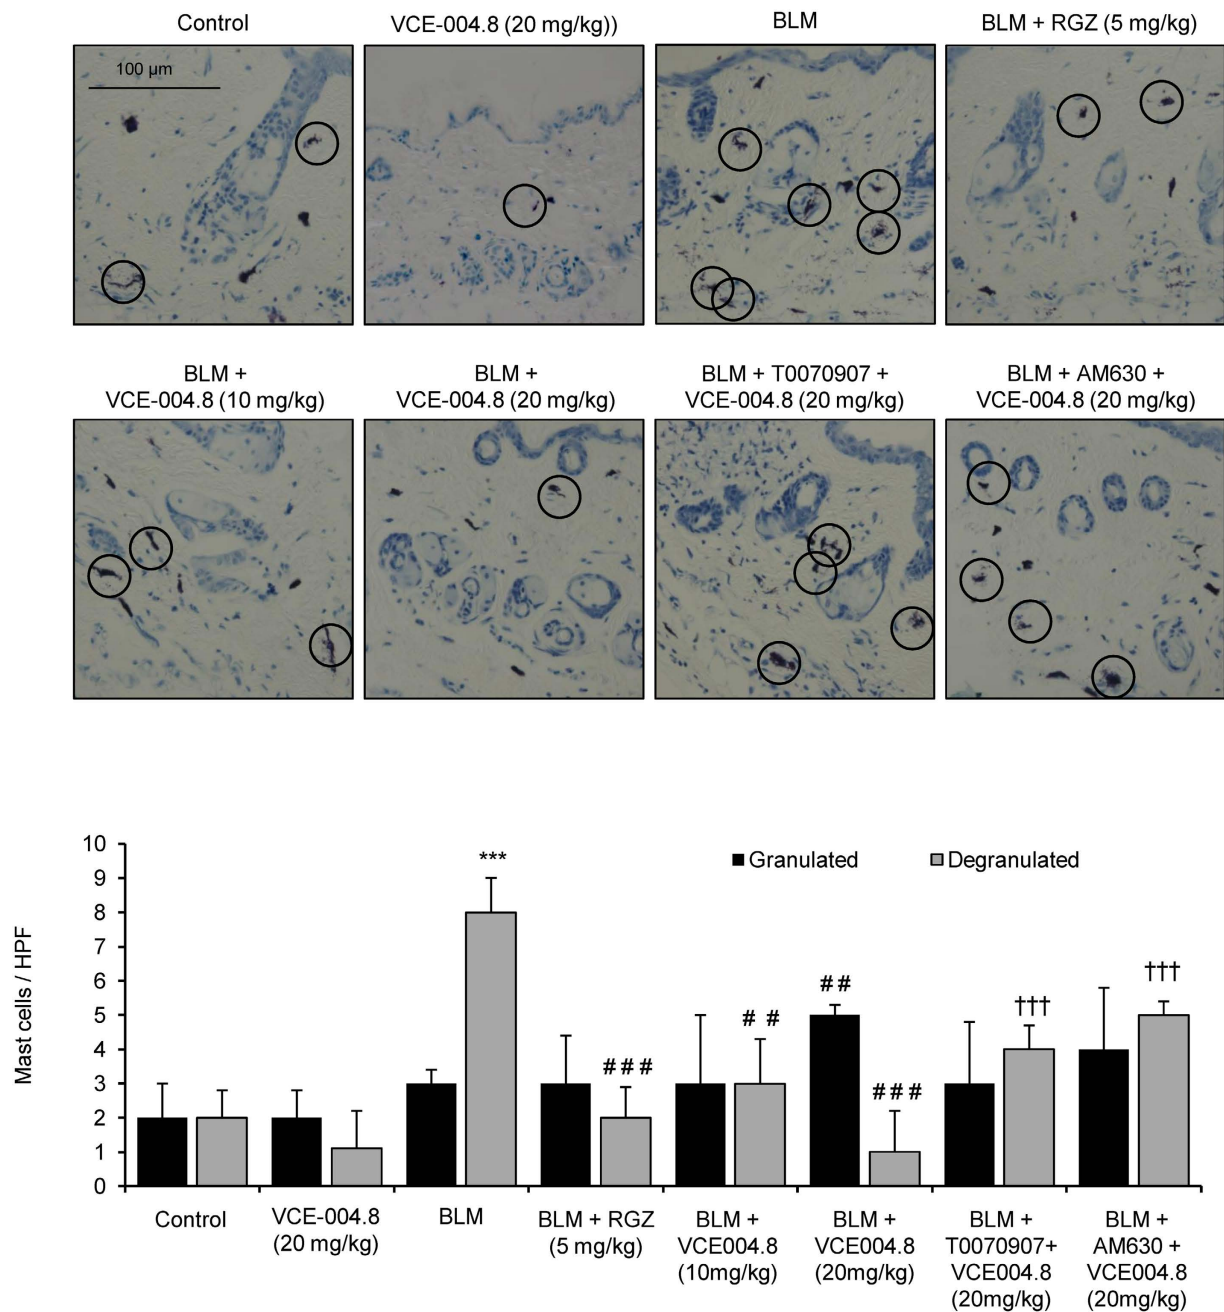 Control
VCE-004.8 (20 mg/kg))
BLM
BLM + RGZ (5 mg/kg)
100 µm
BLM +
VCE-004.8 (10 mg/kg)
BLM +
VCE-004.8 (20 mg/kg)
BLM + T0070907 +
VCE-004.8 (20 mg/kg)
BLM + AM630 +
VCE-004.8 (20 mg/kg)
Mast cells / HPF
10
9
8
7
6
5
4
3
2
1
0
Granulated
Degranulated
***
###
# #
##
###
†††
†††
Control
VCE-004.8
(20 mg/kg)
BLM
BLM + RGZ
(5 mg/kg)
BLM +
VCE004.8
(10mg/kg)
BLM +
VCE004.8
(20mg/kg)
BLM +
T0070907+
VCE004.8
(20mg/kg)
BLM +
AM630 +
VCE004.8
(20mg/kg)